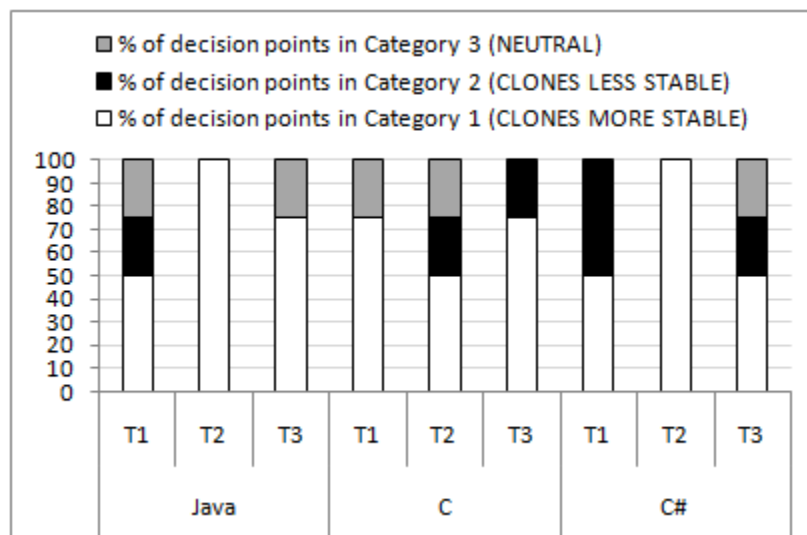 % of decision points in Category 3 (NEUTRAL)
% of decision points in Category 2 (CLONES LESS STABLE)
% of decision points in Category 1 (CLONES MORE STABLE)
100
90
80
70
60
50
40
30
20
10
0
T1 T2 T3 T1 T2 T3 T1 T2 T3
Java C C#